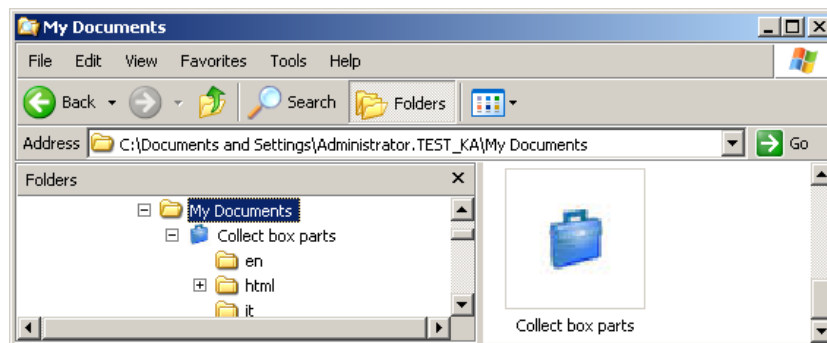 My Documents
File Edit View Favorites Tools Help
Back Search Folders
Address C:\Documents and Settings\Administrator.TEST_KA\My Documents Go
Folders
My Documents
Collect box parts
en
html
it
Collect box parts